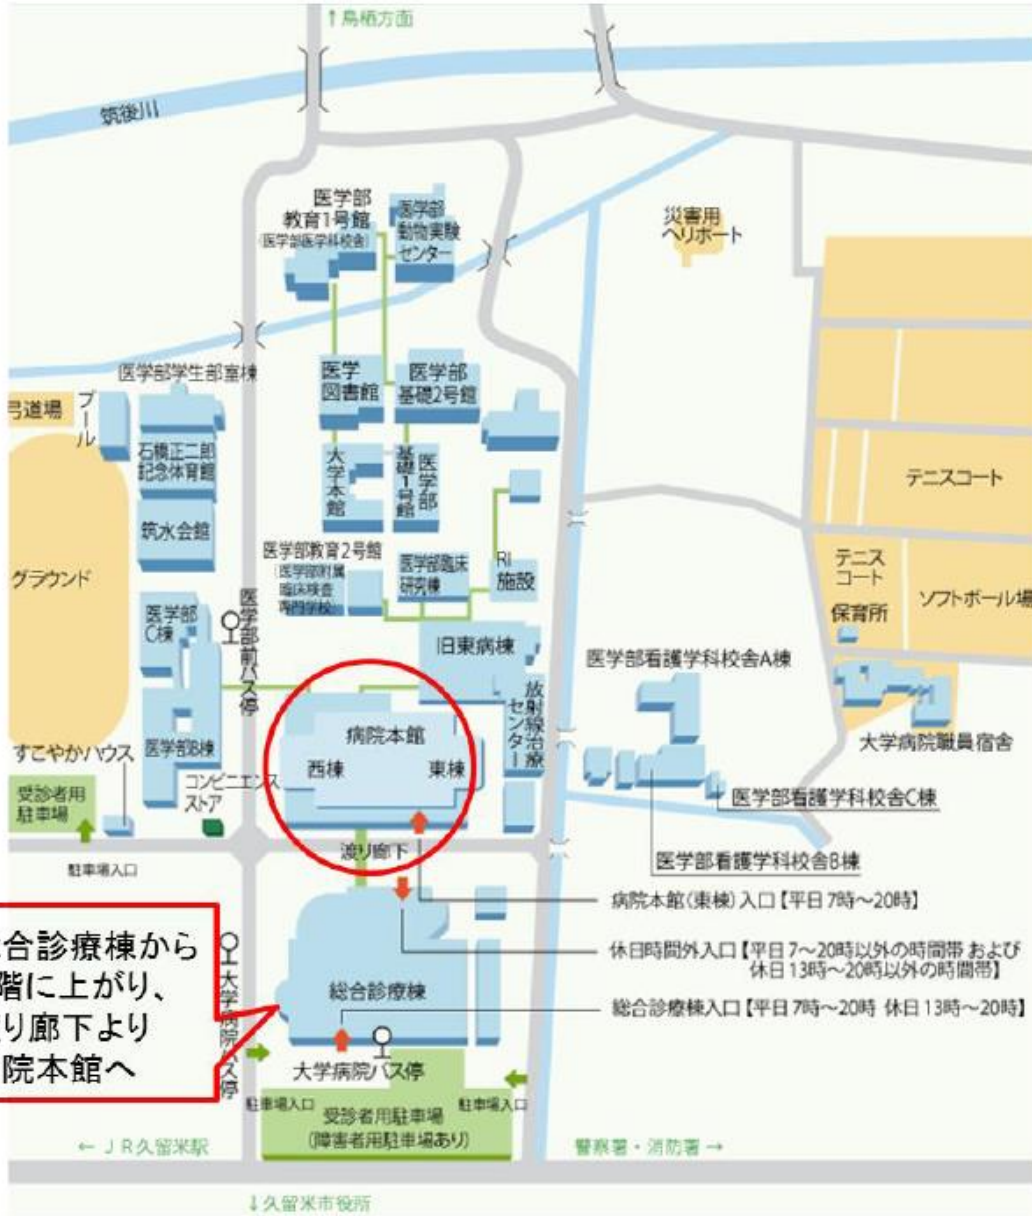 ↑鳥栖方面
筑後川
医学部
教育1号館
(医学部医学科校舎)
医学部
動物実験
センター
災害用
ヘリポート
医学部学生部室棟
弓道場
プール
石橋正二郎
記念体育館
筑水会館
グラウンド
医学
図書館
医学部
基礎2号館
大学本館
医学部
基礎1号館
テニスコート
医学部教育2号館
(医学部附属
臨床検査
専門学校)
医学部臨床
研究棟
RI
施設
テニス
コート
保育所
ソフトボール場
医学部
C棟
医学部前バス停
旧東病棟
放射線治療
センター
医学部看護学科校舎A棟
病院本館
西棟
東棟
医学部B棟
すこやかハウス
受診者用
駐車場
コンビニエンス
ストア
大学病院職員宿舎
医学部看護学科校舎C棟
医学部看護学科校舎B棟
駐車場入口
渡り廊下
病院本館(東棟)入口【平日7時～20時】
休日時間外入口【平日7～20時以外の時間帯 および
休日13時～20時以外の時間帯】
総合診療棟入口【平日7時～20時 休日13時～20時】
合診療棟から
階に上がり、
り廊下より
院本館へ
大学病院バス停
総合診療棟
大学病院バス停
駐車場入口
受診者用駐車場
(障害者用駐車場あり)
駐車場入口
← JR久留米駅
警察署・消防署 →
↓久留米市役所